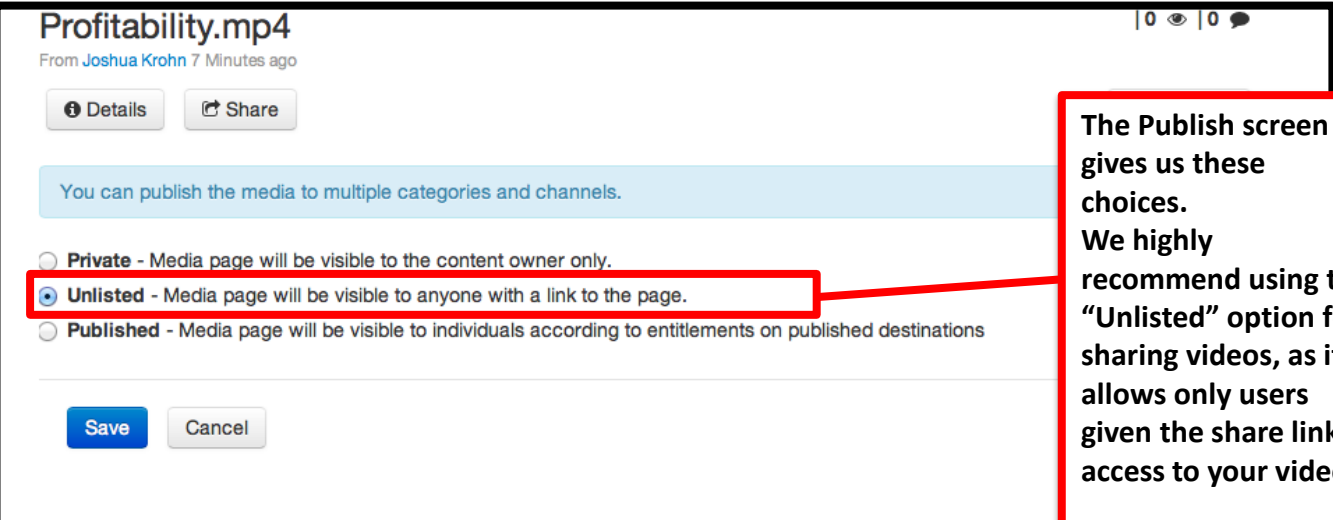 Profitability.mp4
|0 |0
From Joshua Krohn 7 Minutes ago
Details Share
You can publish the media to multiple categories and channels.
Private - Media page will be visible to the content owner only.
Unlisted - Media page will be visible to anyone with a link to the page.
Published - Media page will be visible to individuals according to entitlements on published destinations
Save Cancel
The Publish screen
gives us these
choices.
We highly
recommend using
“Unlisted” option
sharing videos, as
allows only users
given the share
access to your